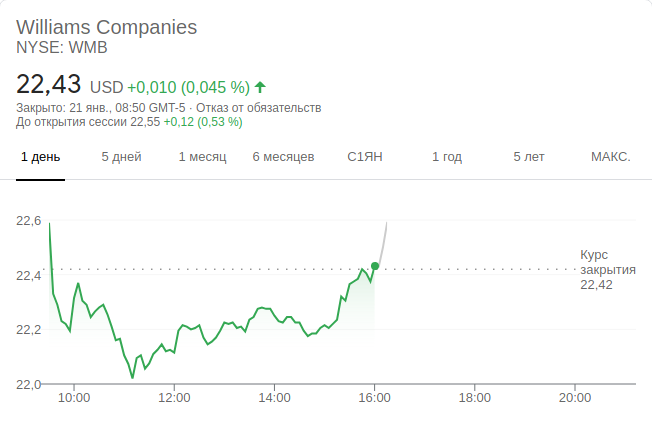 Williams Companies
NYSE: WMB
22,43 USD +0,010 (0,045 %)
Закрыто: 21 янв., 08:50 GMT-5 · Отказ от обязательств
До открытия сессии 22,55 +0,12 (0,53 %)
1 день 5 дней 1 месяц 6 месяцев С1ЯН 1 год 5 лет МАКС.
22,6
Курс
закрытия
22,42
22,4
22,2
22,0
10:00 12:00 14:00 16:00 18:00 20:00